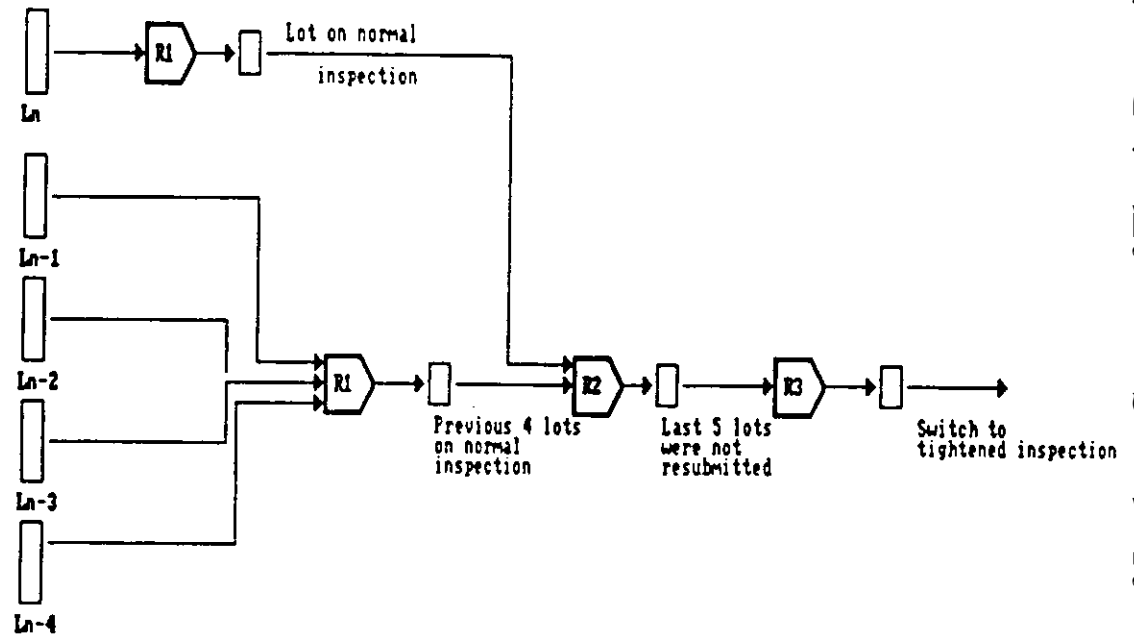 R1
Lot on normal
inspection
Ln
Ln-1
Ln-2
R1
R2
R3
Previous 4 lots
on normal
inspection
Last 5 lots
were not
resubmitted
Switch to
tightened inspection
Ln-3
Ln-4